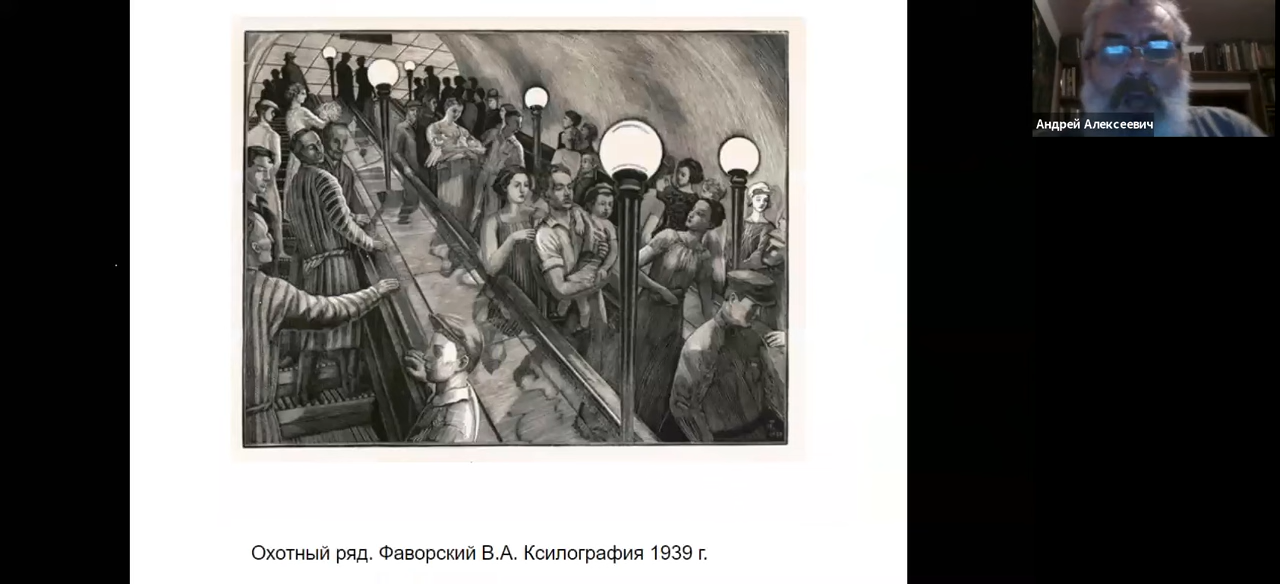 Андрей Алексеевич
Охотный ряд. Фаворский В.А. Ксилография 1939 г.